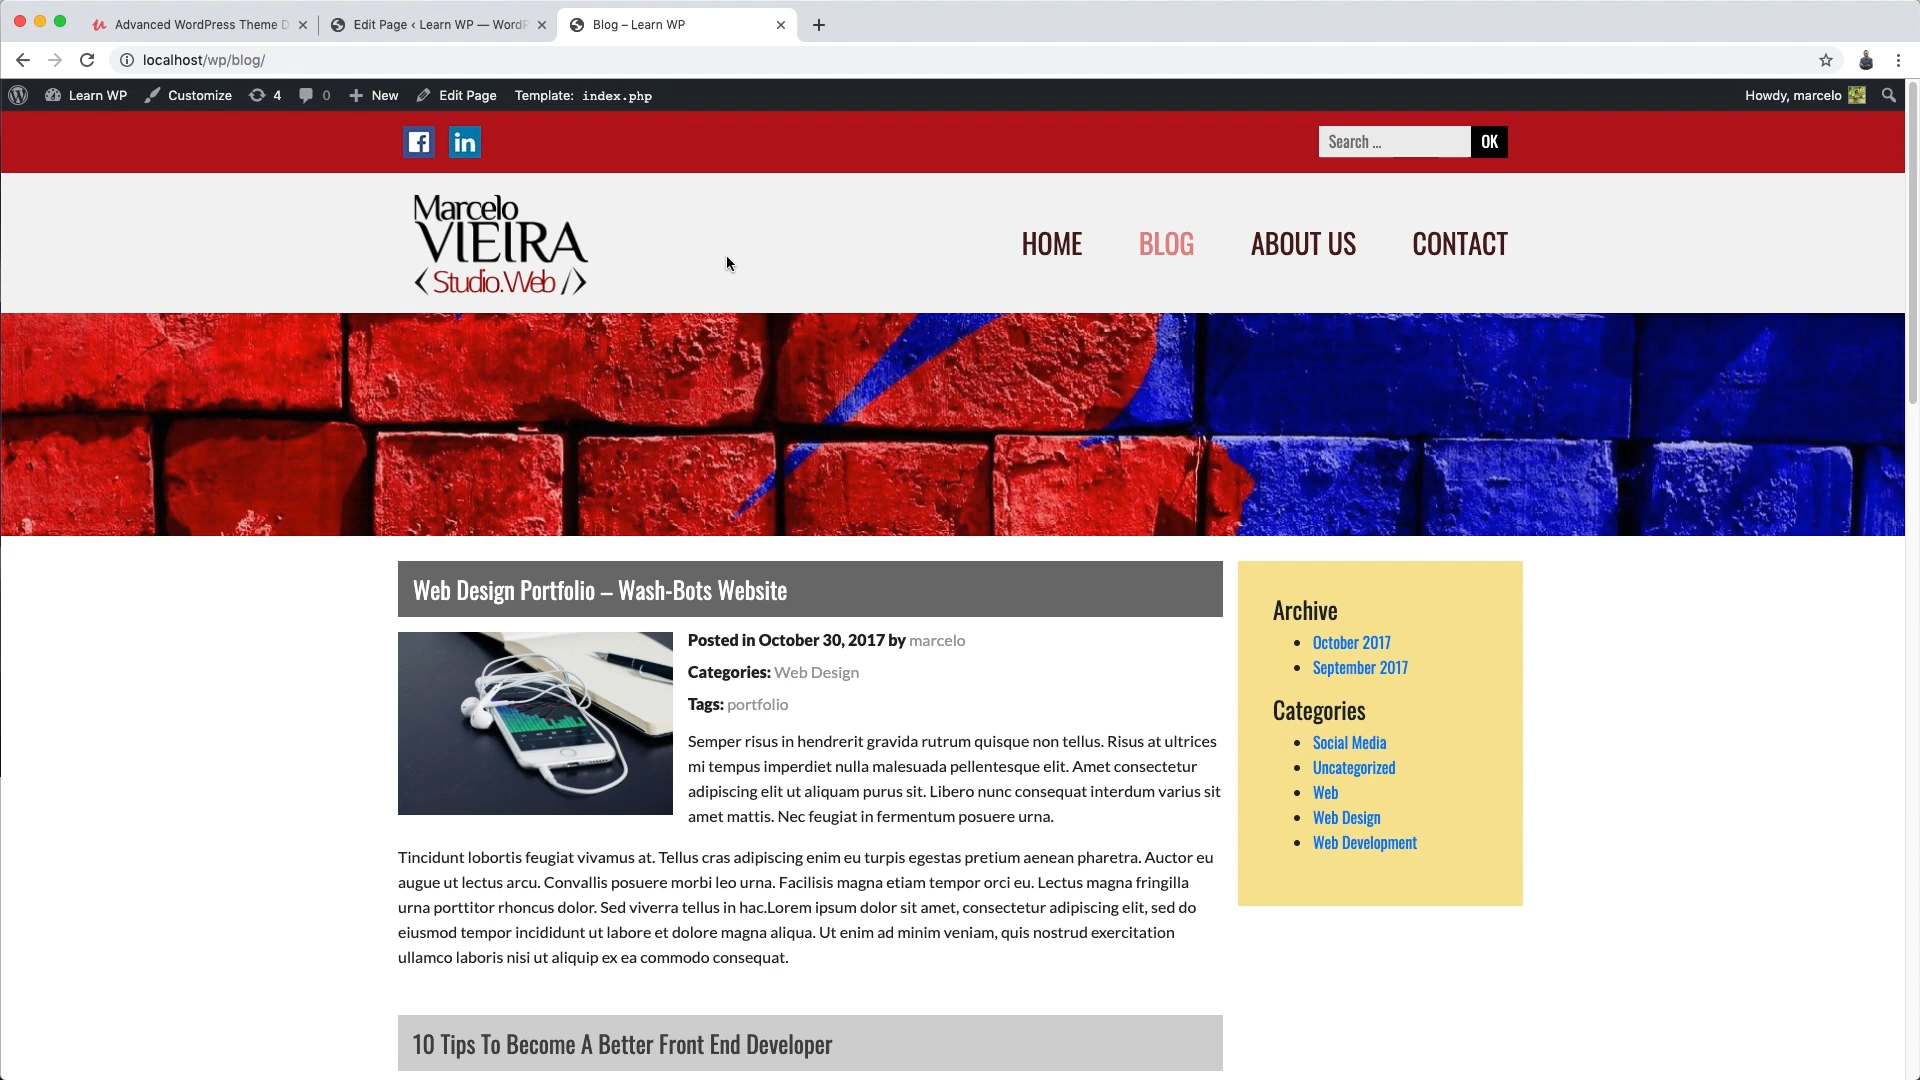 Advanced WordPress Theme D
Edit Page ‹ Learn WP — WordP
Blog – Learn WP
localhost/wp/blog/
Learn WP
Customize
4
0
New
Edit Page
Template: index.php
Howdy, marcelo
in
Search ...
OK
Marcelo
VIEIRA
< Studio.Web />
HOME
BLOG
ABOUT US
CONTACT
Web Design Portfolio – Wash-Bots Website
Posted in October 30, 2017 by marcelo
Categories: Web Design
Tags: portfolio
Semper risus in hendrerit gravida rutrum quisque non tellus. Risus at ultrices
mi tempus imperdiet nulla malesuada pellentesque elit. Amet consectetur
adipiscing elit ut aliquam purus sit. Libero nunc consequat interdum varius sit
amet mattis. Nec feugiat in fermentum posuere urna.
Tincidunt lobortis feugiat vivamus at. Tellus cras adipiscing enim eu turpis egestas pretium aenean pharetra. Auctor eu
augue ut lectus arcu. Convallis posuere morbi leo urna. Facilisis magna etiam tempor orci eu. Lectus magna fringilla
urna porttitor rhoncus dolor. Sed viverra tellus in hac.Lorem ipsum dolor sit amet, consectetur adipiscing elit, sed do
eiusmod tempor incididunt ut labore et dolore magna aliqua. Ut enim ad minim veniam, quis nostrud exercitation
ullamco laboris nisi ut aliquip ex ea commodo consequat.
10 Tips To Become A Better Front End Developer
Archive
October 2017
September 2017
Categories
Social Media
Uncategorized
Web
Web Design
Web Development